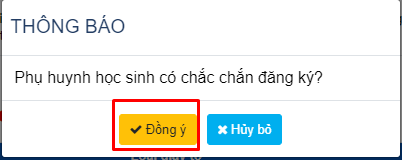 THÔNG BÁO
Phụ huynh học sinh có chắc chắn đăng ký?
Đồng ý
Hủy bỏ